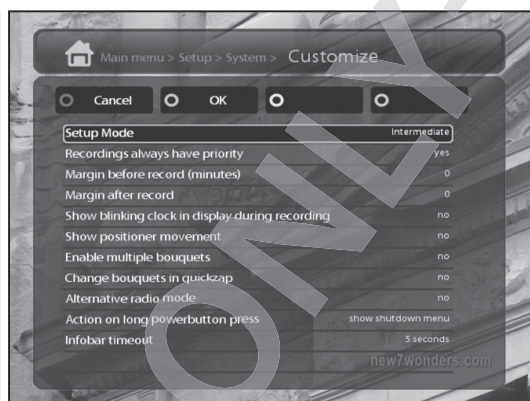 Main menu > Setup > System > Customize
Cancel OK
Setup Mode Intermediate
Recordings always have priority yes
Margin before record (minutes) 0
Margin after record 0
Show blinking clock in display during recording no
Show positioner movement no
Enable multiple bouquets no
Change bouquets in quickzap no
Alternative radio mode no
Action on long powerbutton press show shutdown menu
Infobar timeout 5 seconds
new7wonders.com
ONLY